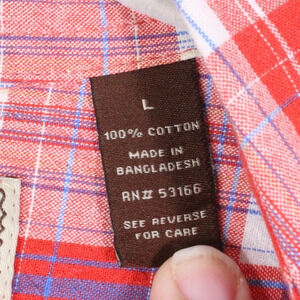 L
100% COTTON
MADE IN
BANGLADESH
RN# 53166
SEE REVERSE
FOR CARE